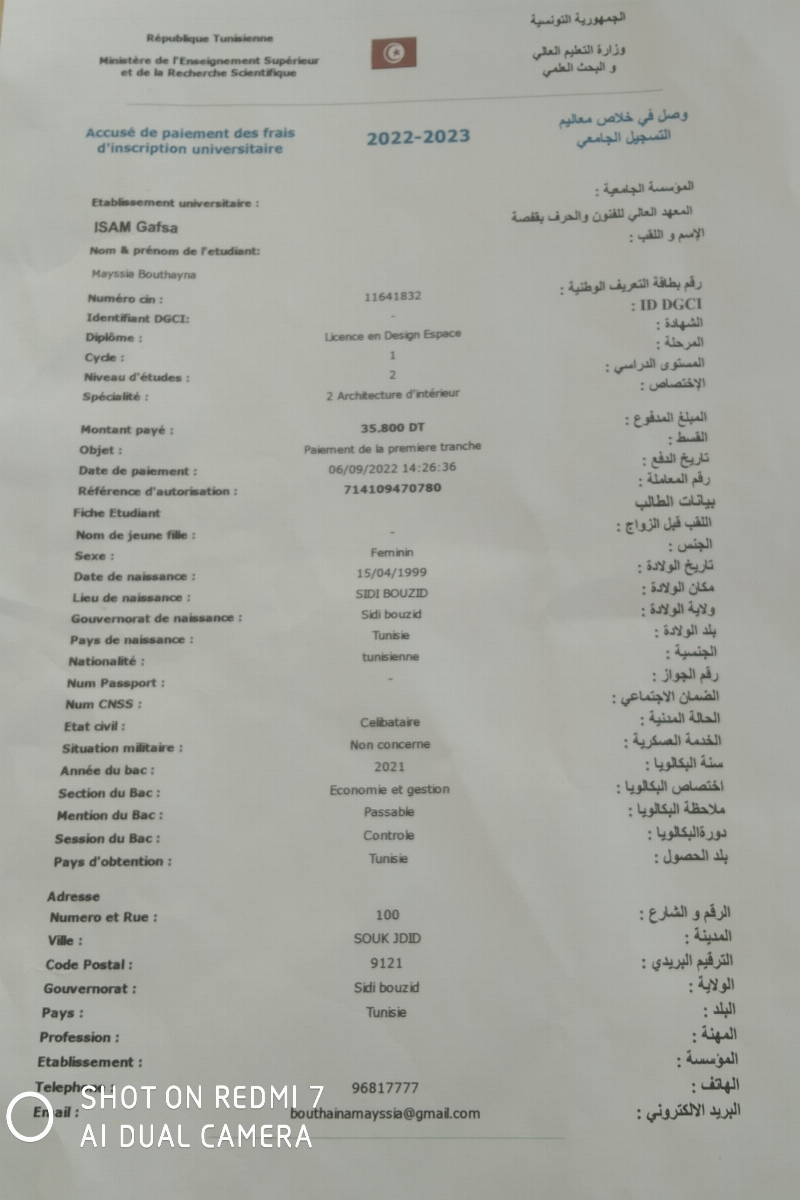 République Tunisienne
Ministère de l'Enseignement Supérieur
et de la Recherche Scientifique
الجمهورية التونسية
وزارة التعليم العالي
و البحث العلمي
Accusé de paiement des frais
d'inscription universitaire
2022-2023
وصل في خلاص معاليم
التسجيل الجامعي
Etablissement universitaire : المؤسسة الجامعية :
ISAM Gafsa المعهد العالي للفنون والحرف بقفصة
Nom & prénom de l'etudiant: الإسم و اللقب :
Mayssia Bouthayna
Numéro cin : 11641832 رقم بطاقة التعريف الوطنية :
Identifiant DGCI: - ID DGCI :
Diplôme : Licence en Design Espace الشهادة :
Cycle : 1 المرحلة :
Niveau d'études : 2 المستوى الدراسي :
Spécialité : 2 Architecture d'intérieur الإختصاص :
Montant payé : 35.800 DT المبلغ المدفوع :
Objet : Paiement de la premiere tranche القسط :
Date de paiement : 06/09/2022 14:26:36 تاريخ الدفع :
Référence d'autorisation : 714109470780 رقم المعاملة :
Fiche Etudiant بيانات الطالب
Nom de jeune fille : - اللقب قبل الزواج :
Sexe : Feminin الجنس :
Date de naissance : 15/04/1999 تاريخ الولادة :
Lieu de naissance : SIDI BOUZID مكان الولادة :
Gouvernorat de naissance : Sidi bouzid ولاية الولادة :
Pays de naissance : Tunisie بلد الولادة :
Nationalité : tunisienne الجنسية :
Num Passport : - رقم الجواز :
Num CNSS : الضمان الاجتماعي :
Etat civil : Celibataire الحالة المدنية :
Situation militaire : Non concerne الخدمة العسكرية :
Année du bac : 2021 سنة البكالويا :
Section du Bac : Economie et gestion اختصاص البكالويا :
Mention du Bac : Passable ملاحظة البكالويا :
Session du Bac : Controle دورةالبكالويا :
Pays d'obtention : Tunisie بلد الحصول :
Adresse
Numero et Rue : 100 الرقم و الشارع :
Ville : SOUK JDID المدينة :
Code Postal : 9121 الترقيم البريدي :
Gouvernorat : Sidi bouzid الولاية :
Pays : Tunisie البلد :
Profession : المهنة :
Etablissement : المؤسسة :
Telephone : 96817777 الهاتف :
Email : bouthainamayssia@gmail.com البريد الالكتروني :
SHOT ON REDMI 7
AI DUAL CAMERA